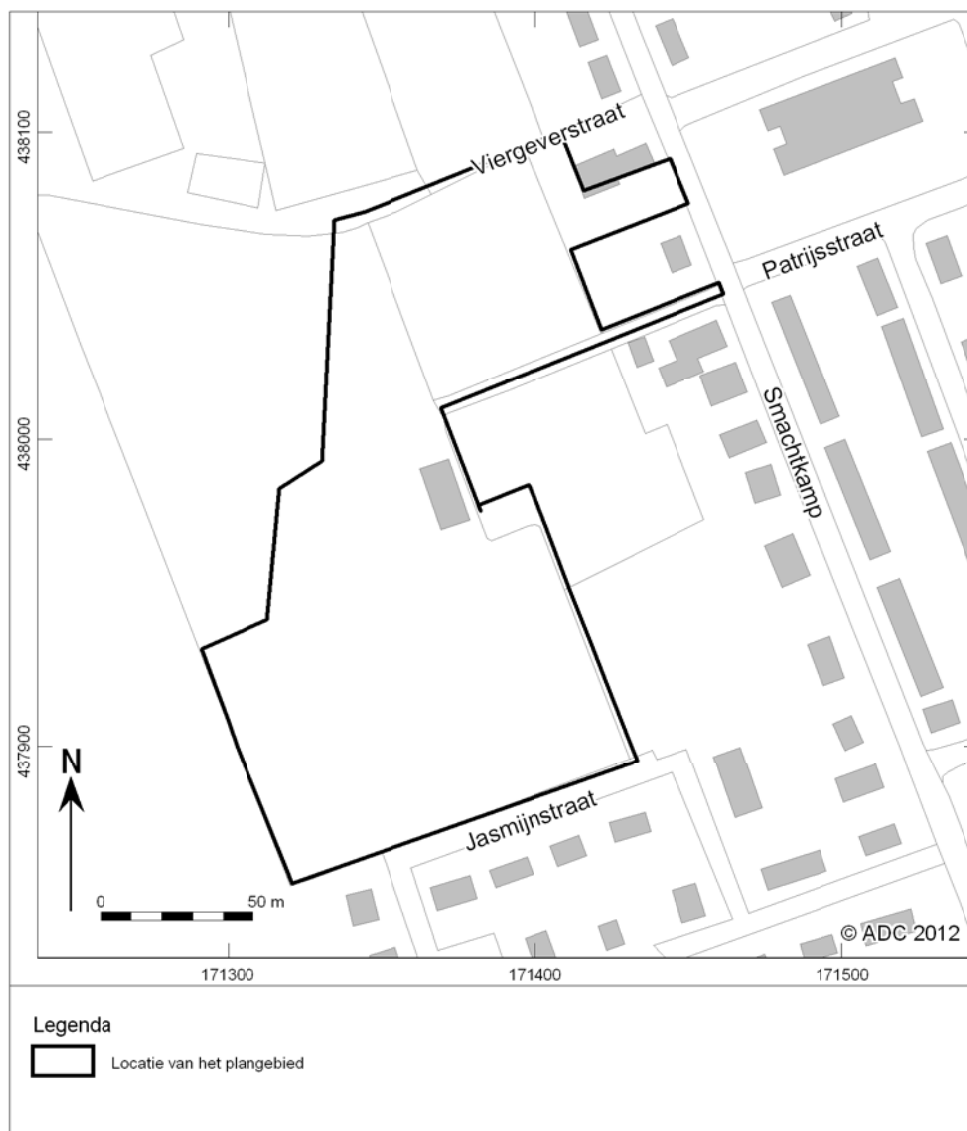 438100
Viergeverstraat
Patrijsstraat
438000
Smachtkamp
437900
N
Jasmijnstraat
0 50 m
© ADC 2012
171300 171400 171500
Legenda
Locatie van het plangebied